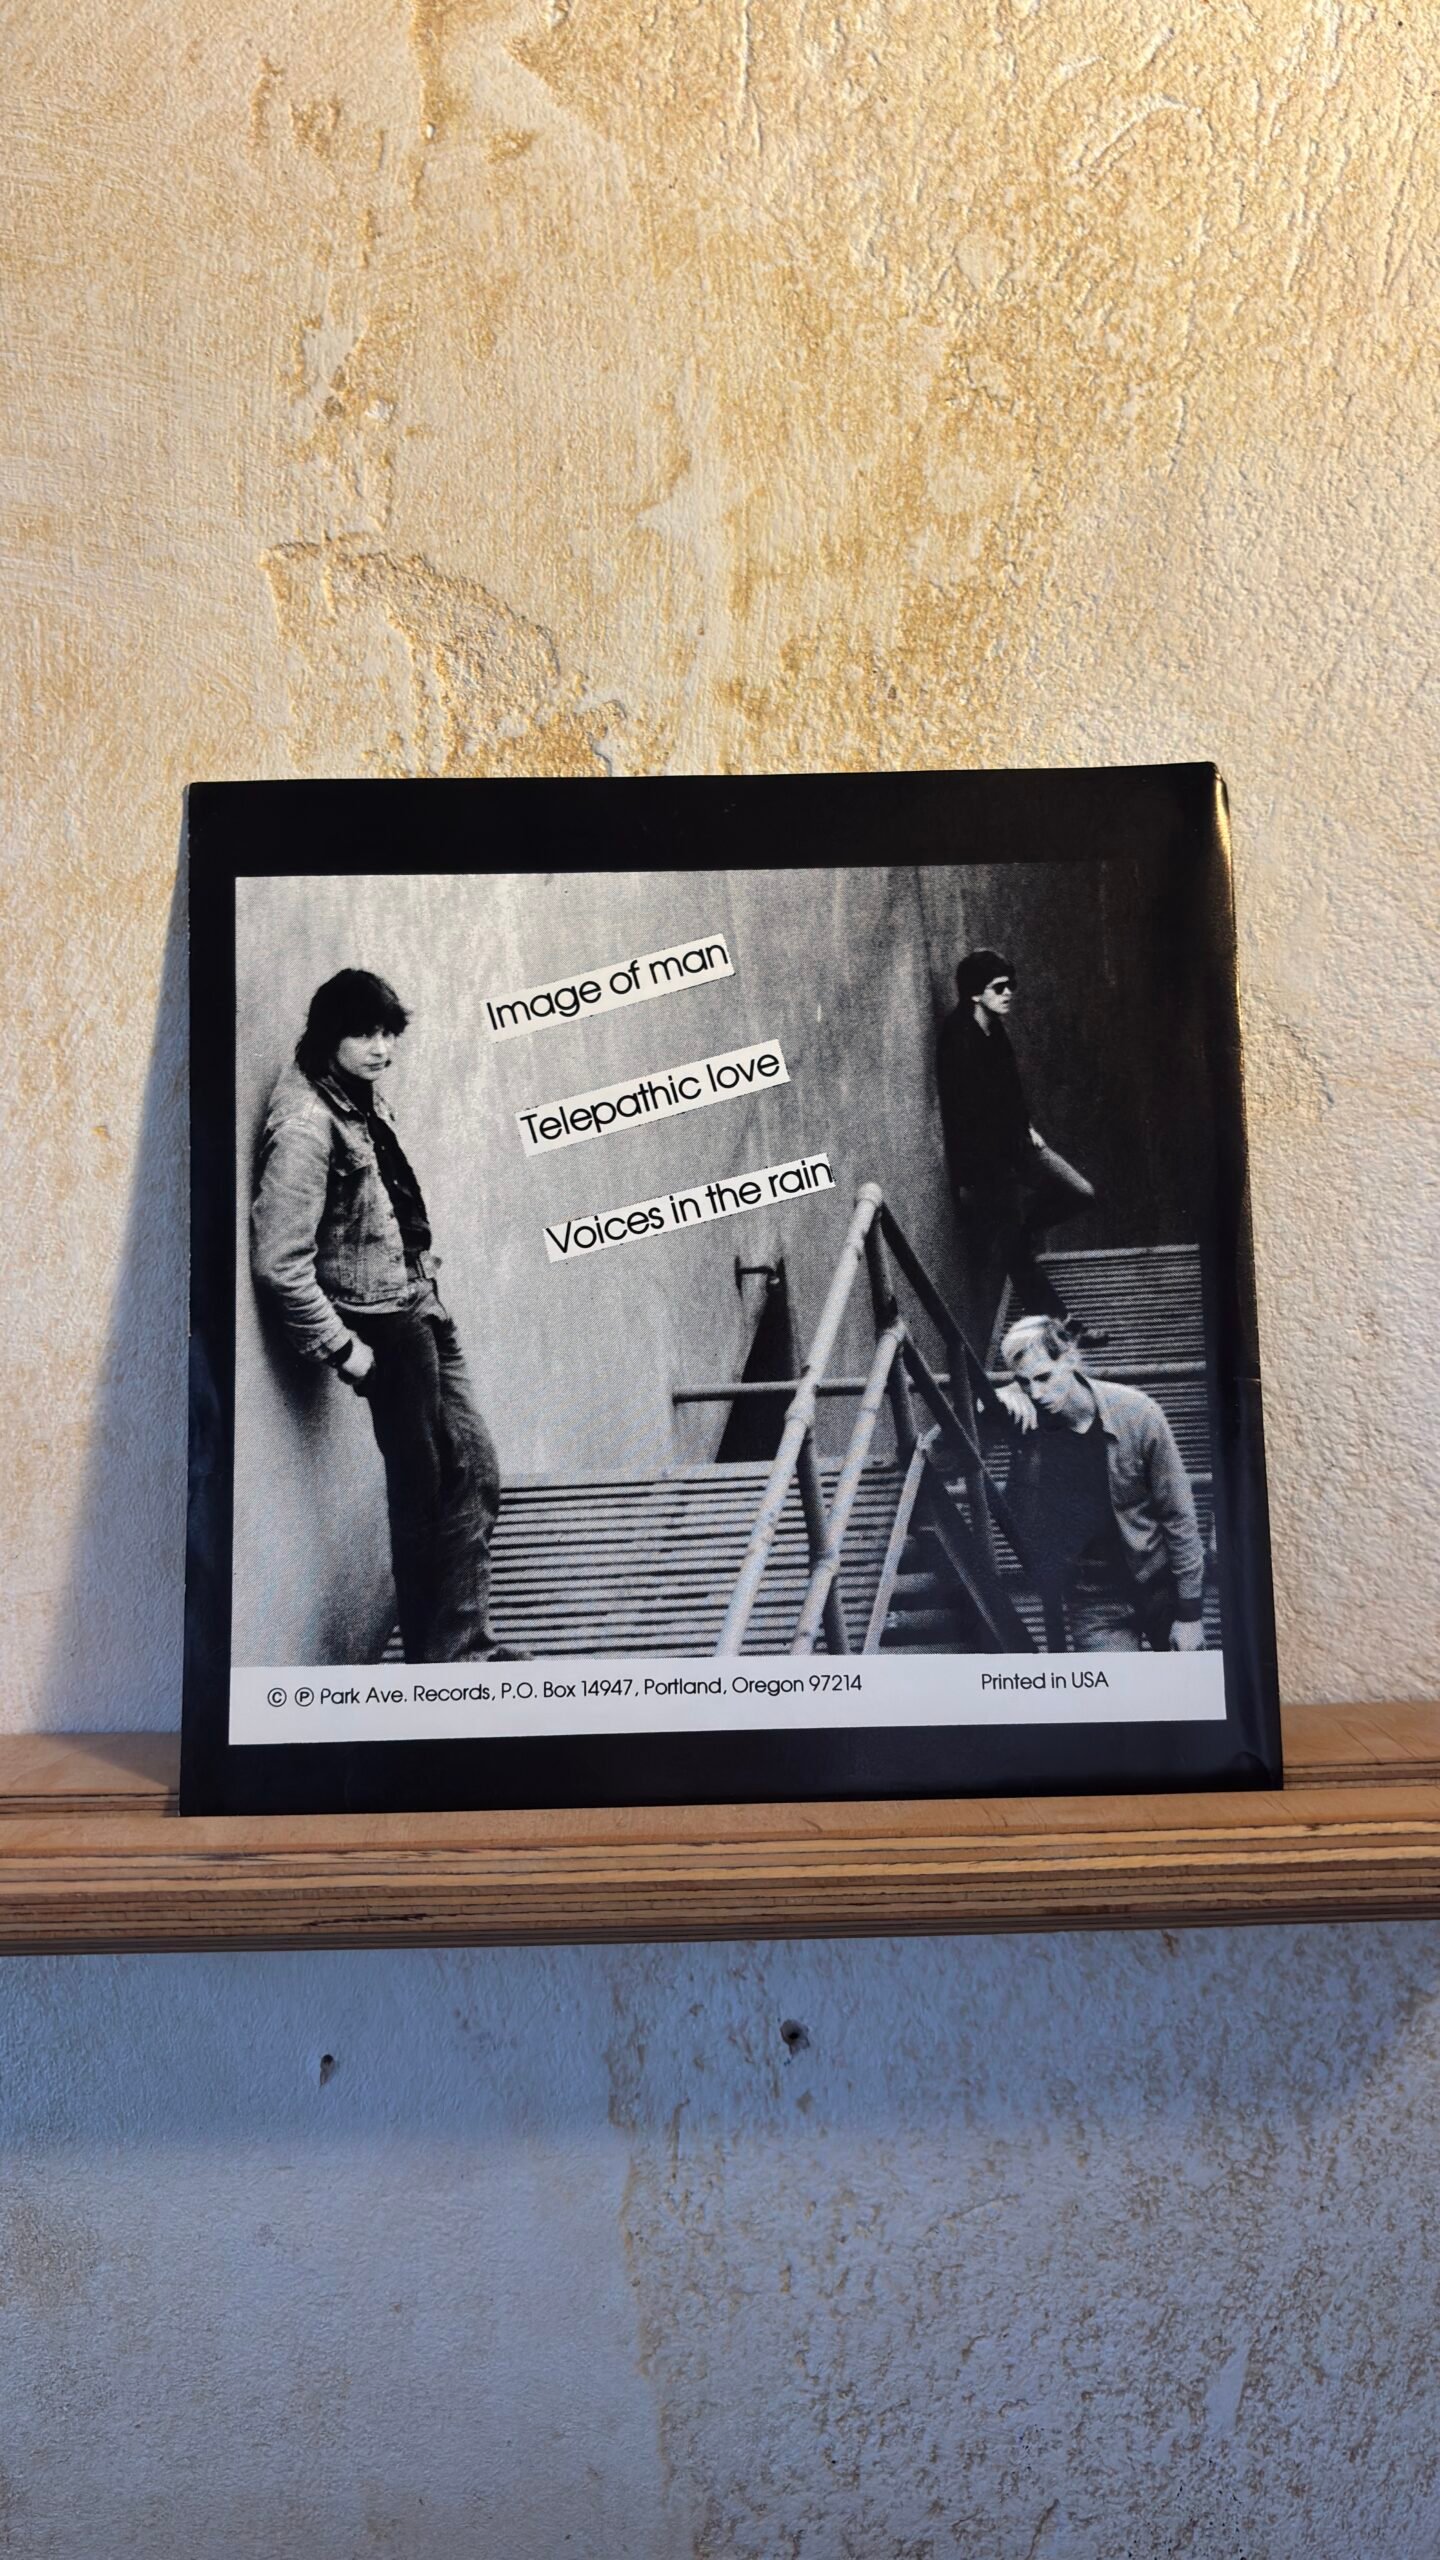 Image of man
Telepathic love
Voices in the rain
© ℗ Park Ave. Records, P.O. Box 14947, Portland, Oregon 97214 Printed in USA